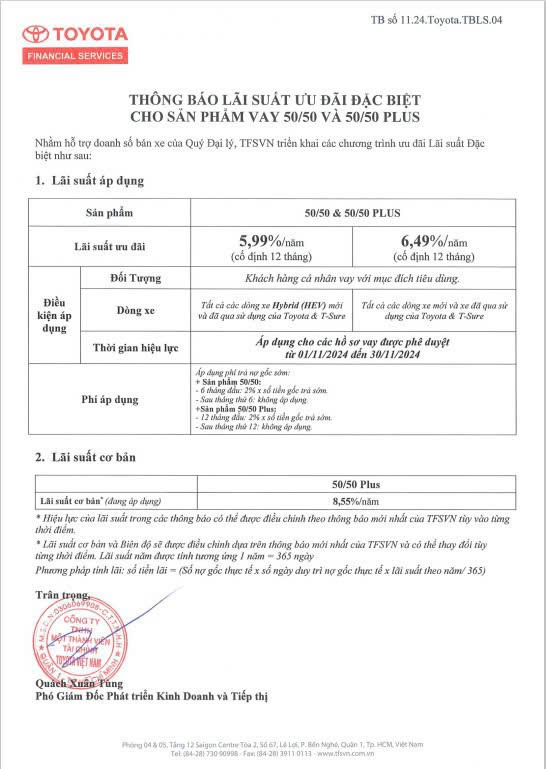 TB số 11.24.Toyota.TBLS.04
TOYOTA
FINANCIAL SERVICES
THÔNG BÁO LÃI SUẤT ƯU ĐÃI ĐẶC BIỆT
CHO SẢN PHẨM VAY 50/50 VÀ 50/50 PLUS
Nhằm hỗ trợ doanh số bán xe của Quý Đại lý, TFSVN triển khai các chương trình ưu đãi Lãi suất Đặc
biệt như sau:
1. Lãi suất áp dụng
Sản phẩm
50/50 & 50/50 PLUS
Lãi suất ưu đãi
5,99%/năm
(cố định 12 tháng)
6,49%/năm
(cố định 12 tháng)
Điều
kiện áp
dụng
Đối Tượng
Khách hàng cá nhân vay với mục đích tiêu dùng.
Dòng xe
Tất cả các dòng xe Hybrid (HEV) mới
và đã qua sử dụng của Toyota & T-Sure
Tất cả các dòng xe mới và xe đã qua sử
dụng của Toyota & T-Sure
Thời gian hiệu lực
Áp dụng cho các hồ sơ vay được phê duyệt
từ 01/11/2024 đến 30/11/2024
Phí áp dụng
Áp dụng phí trả nợ gốc sớm:
+ Sản phẩm 50/50:
- 6 tháng đầu: 2% x số tiền gốc trả sớm.
- Sau tháng thứ 6: không áp dụng.
+Sản phẩm 50/50 Plus:
- 12 tháng đầu: 2% x số tiền gốc trả sớm.
- Sau tháng thứ 12: không áp dụng.
2. Lãi suất cơ bản
50/50 Plus
Lãi suất cơ bản* (đang áp dụng)
8,55%/năm
* Hiệu lực của lãi suất trong các thông báo có thể được điều chỉnh theo thông báo mới nhất của TFSVN tùy vào từng
thời điểm.
* Lãi suất cơ bản và Biên độ sẽ được điều chỉnh dựa trên thông báo mới nhất của TFSVN và có thể thay đổi tùy
từng thời điểm. Lãi suất năm được tính tương ứng 1 năm = 365 ngày
Phương pháp tính lãi: số tiền lãi = (Số nợ gốc thực tế x số ngày duy trì nợ gốc thực tế x lãi suất theo năm/ 365)
Trân trọng,
M.S.C.N:0306069908-C.T.T.N.H.H
CÔNG TY
TNHH
MỘT THÀNH VIÊN
TÀI CHÍNH
TOYOTA VIỆT NAM
Quách Xuân Tùng
Phó Giám Đốc Phát triển Kinh Doanh và Tiếp thị
Phòng 04 & 05, Tầng 12 Saigon Centre Tòa 2, Số 67, Lê Lợi, P. Bến Nghé, Quận 1, Tp. HCM, Việt Nam
Tel: (84-28) 730 90998 - Fax: (84-28) 3911 0113 - www.tfsvn.com.vn